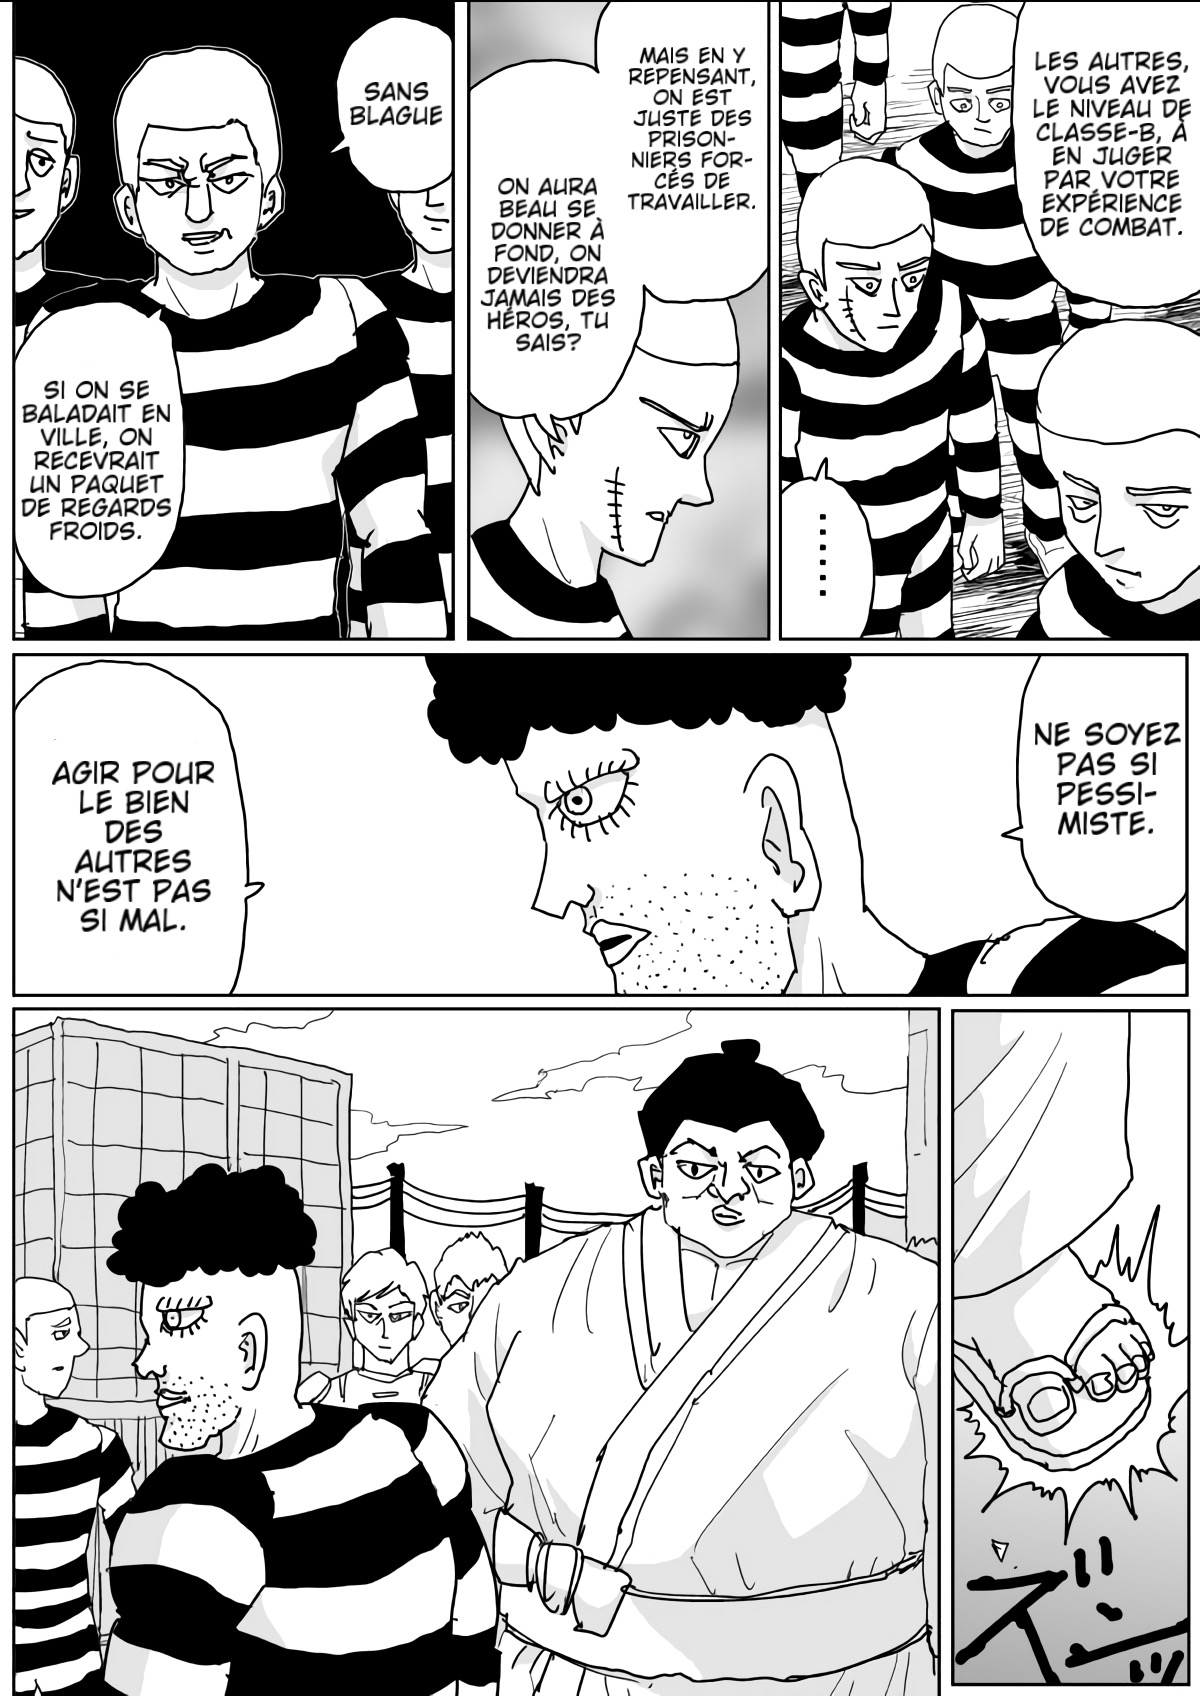 LES AUTRES,
VOUS AVEZ
LE NIVEAU DE
CLASSE-B, À
EN JUGER
PAR VOTRE
EXPÉRIENCE
DE COMBAT.
......
MAIS EN Y
REPENSANT,
ON EST
JUSTE DES
PRISON-
NIERS FOR-
CÉS DE
TRAVAILLER.
ON AURA
BEAU SE
DONNER À
FOND, ON
DEVIENDRA
JAMAIS DES
HÉROS, TU
SAIS?
SANS
BLAGUE
SI ON SE
BALADAIT EN
VILLE, ON
RECEVRAIT
UN PAQUET
DE REGARDS
FROIDS.
NE SOYEZ
PAS SI
PESSI-
MISTE.
AGIR POUR
LE BIEN
DES
AUTRES
N'EST PAS
SI MAL.
ズンッ